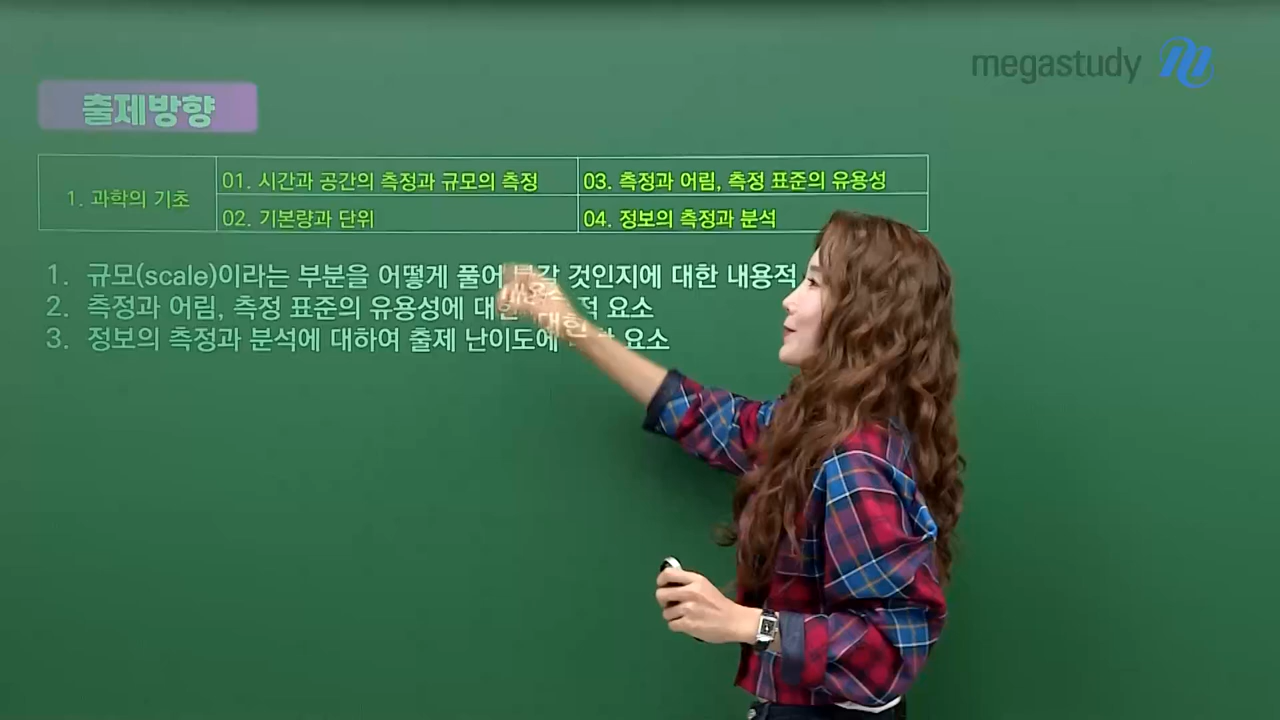 megastudy
출제방향
1. 과학의 기초
01. 시간과 공간의 측정과 규모의 측정
03. 측정과 어림, 측정 표준의 유용성
02. 기본량과 단위
04. 정보의 측정과 분석
1. 규모(scale)이라는 부분을 어떻게 풀어 것인지에 대한 내용적
2. 측정과 어림, 측정 표준의 유용성에 요소
3. 정보의 측정과 분석에 대하여 출제 난이도에 요소